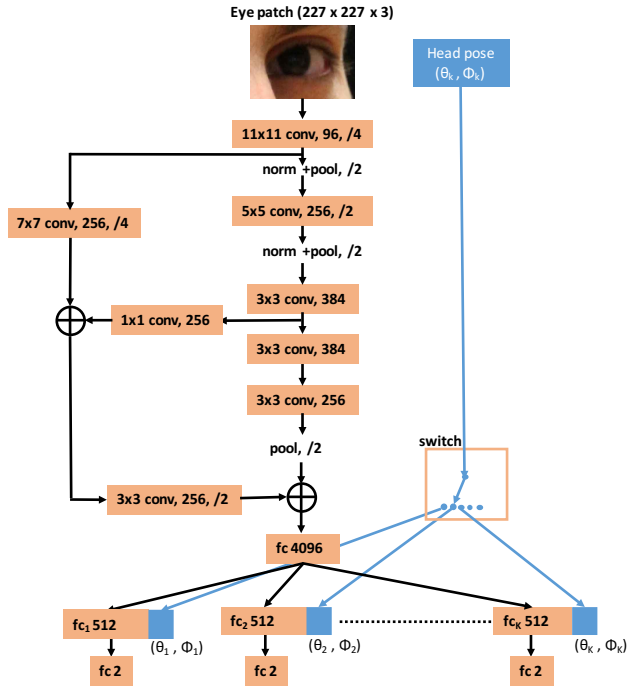 Eye patch (227 x 227 x 3)
Head pose
(θk , Φk)
11x11 conv, 96, /4
norm +pool, /2
7x7 conv, 256, /4
5x5 conv, 256, /2
norm +pool, /2
3x3 conv, 384
1x1 conv, 256
3x3 conv, 384
3x3 conv, 256
switch
pool, /2
3x3 conv, 256, /2
fc 4096
fc1 512
fc2 512
fcK 512
(θ1 , Φ1)
(θ2 , Φ2)
(θK , ΦK)
fc 2
fc 2
fc 2